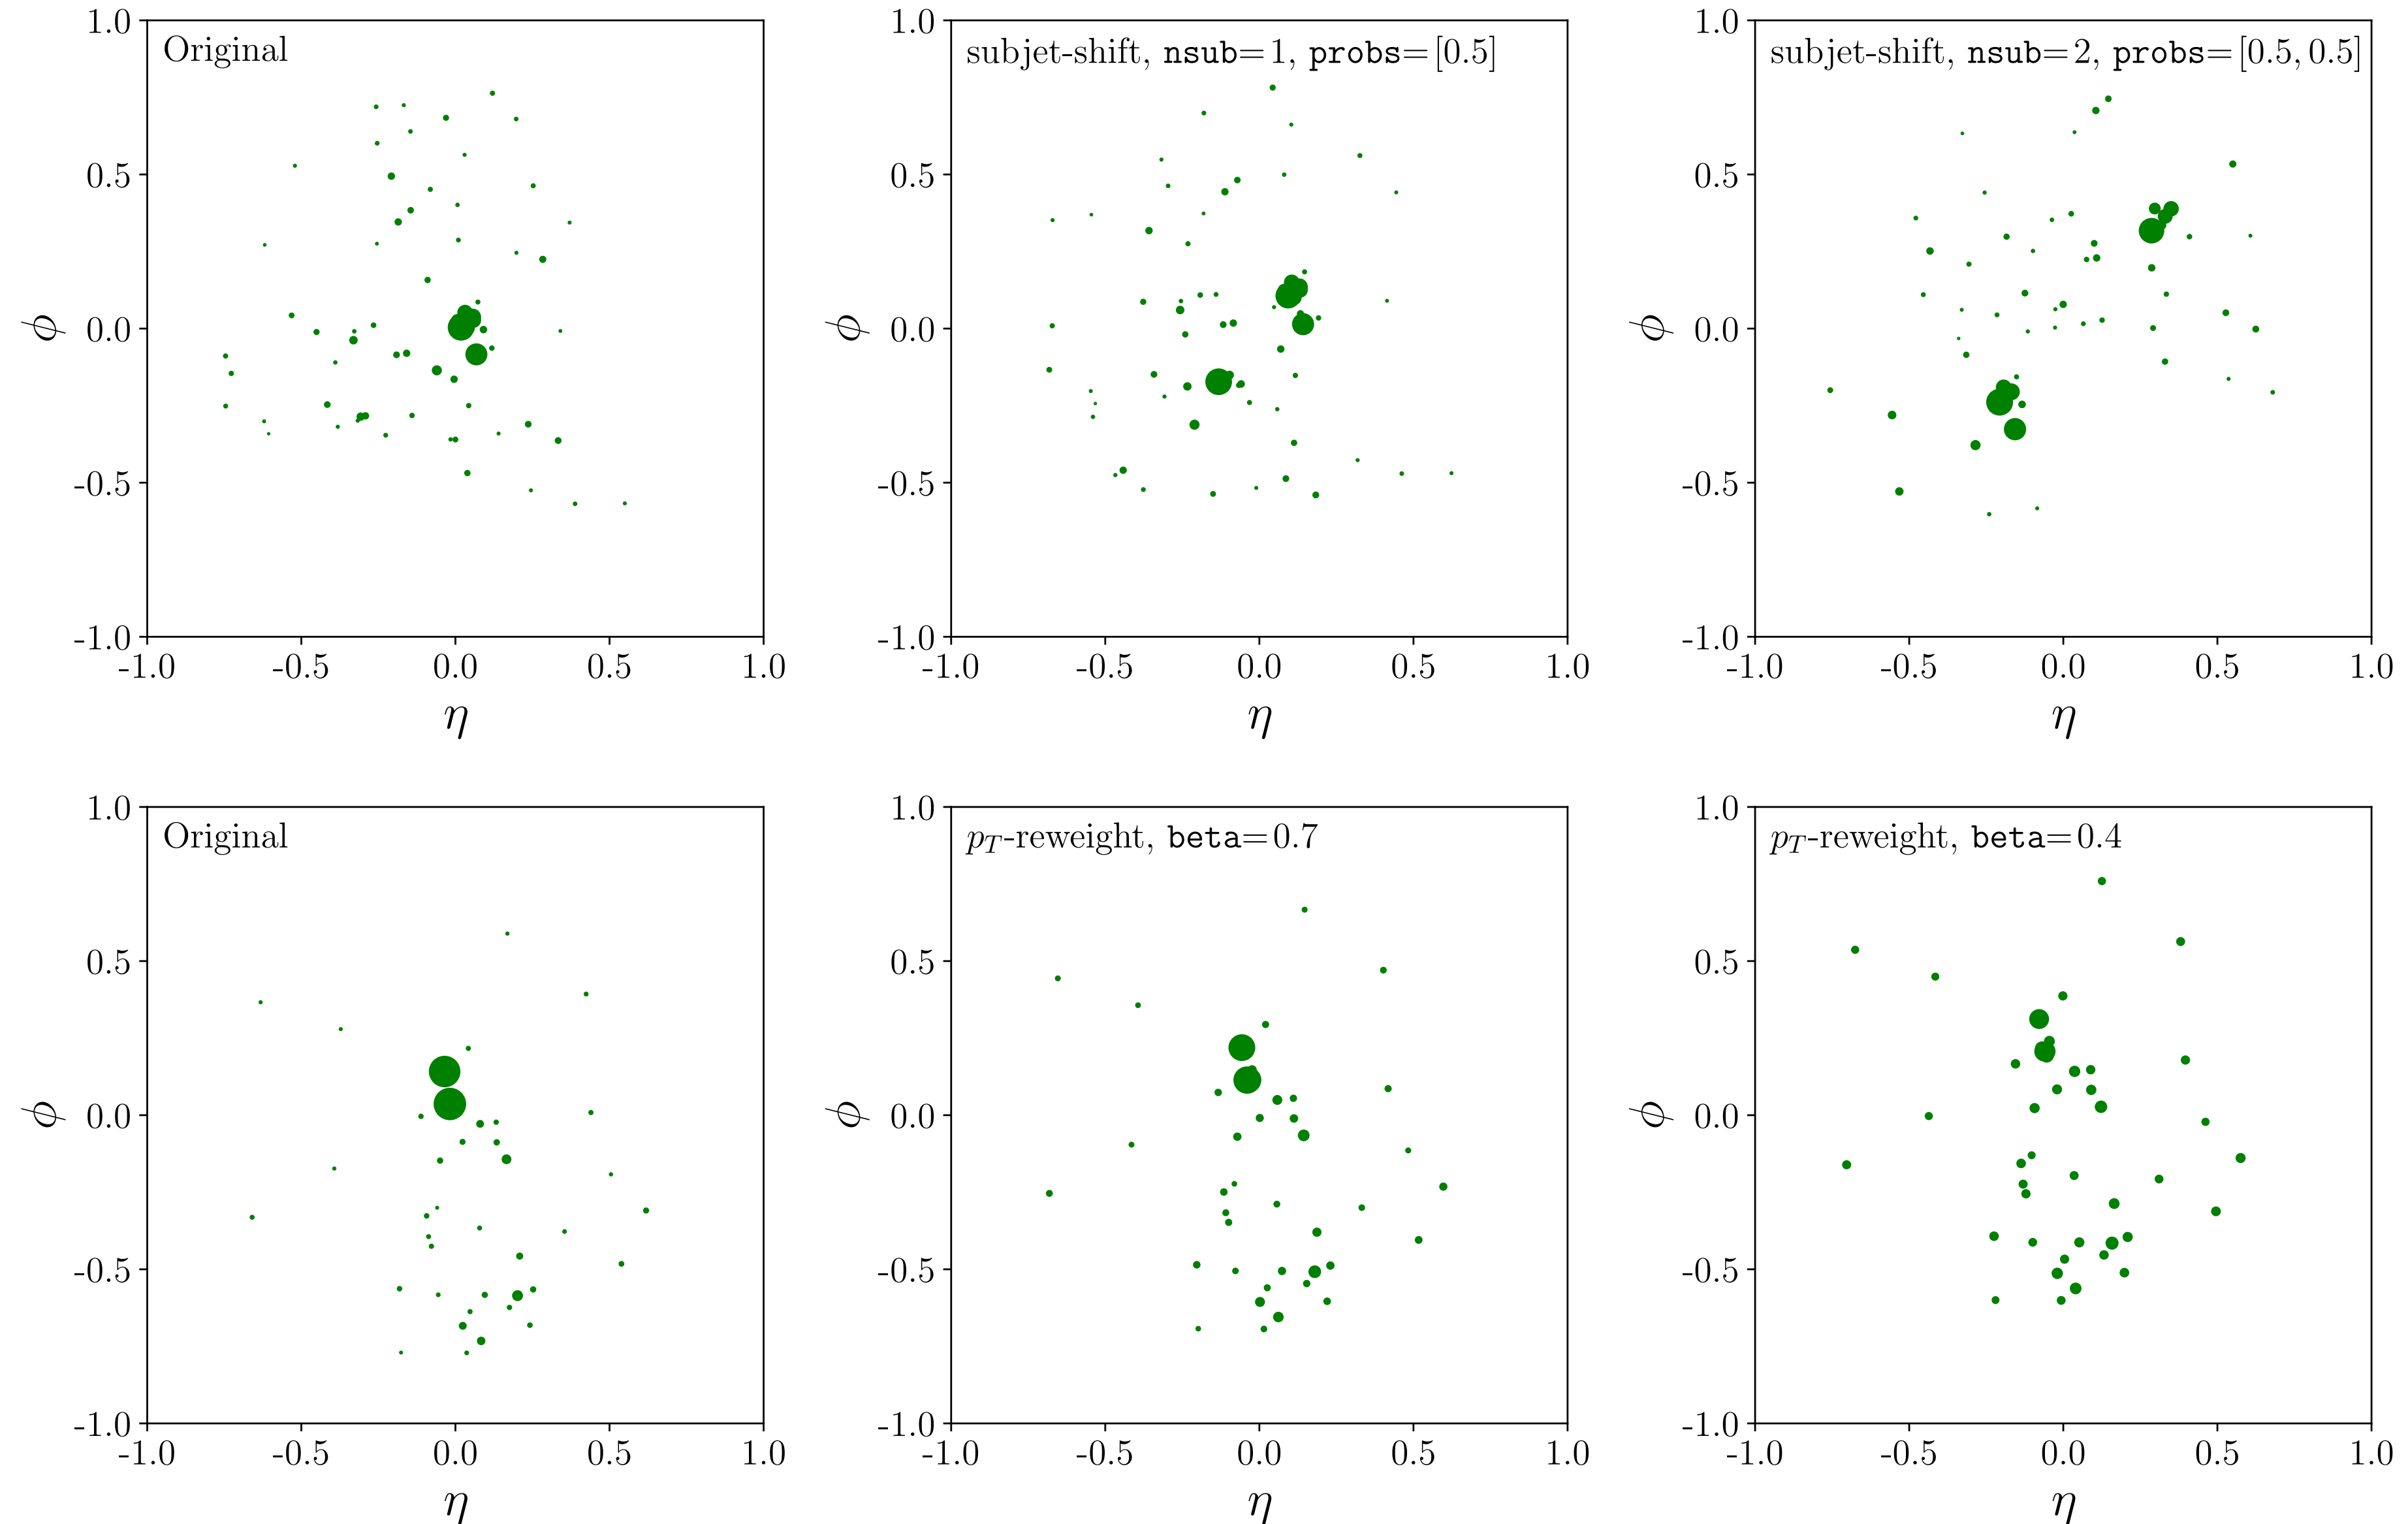 Original
1.0
0.5
0.0
-0.5
-1.0
ϕ
-1.0 -0.5 0.0 0.5 1.0
η
subjet-shift, nsub=1, probs=[0.5]
1.0
0.5
0.0
-0.5
-1.0
ϕ
-1.0 -0.5 0.0 0.5 1.0
η
subjet-shift, nsub=2, probs=[0.5, 0.5]
1.0
0.5
0.0
-0.5
-1.0
ϕ
-1.0 -0.5 0.0 0.5 1.0
η
Original
1.0
0.5
0.0
-0.5
-1.0
ϕ
-1.0 -0.5 0.0 0.5 1.0
η
p_T-reweight, beta=0.7
1.0
0.5
0.0
-0.5
-1.0
ϕ
-1.0 -0.5 0.0 0.5 1.0
η
p_T-reweight, beta=0.4
1.0
0.5
0.0
-0.5
-1.0
ϕ
-1.0 -0.5 0.0 0.5 1.0
η